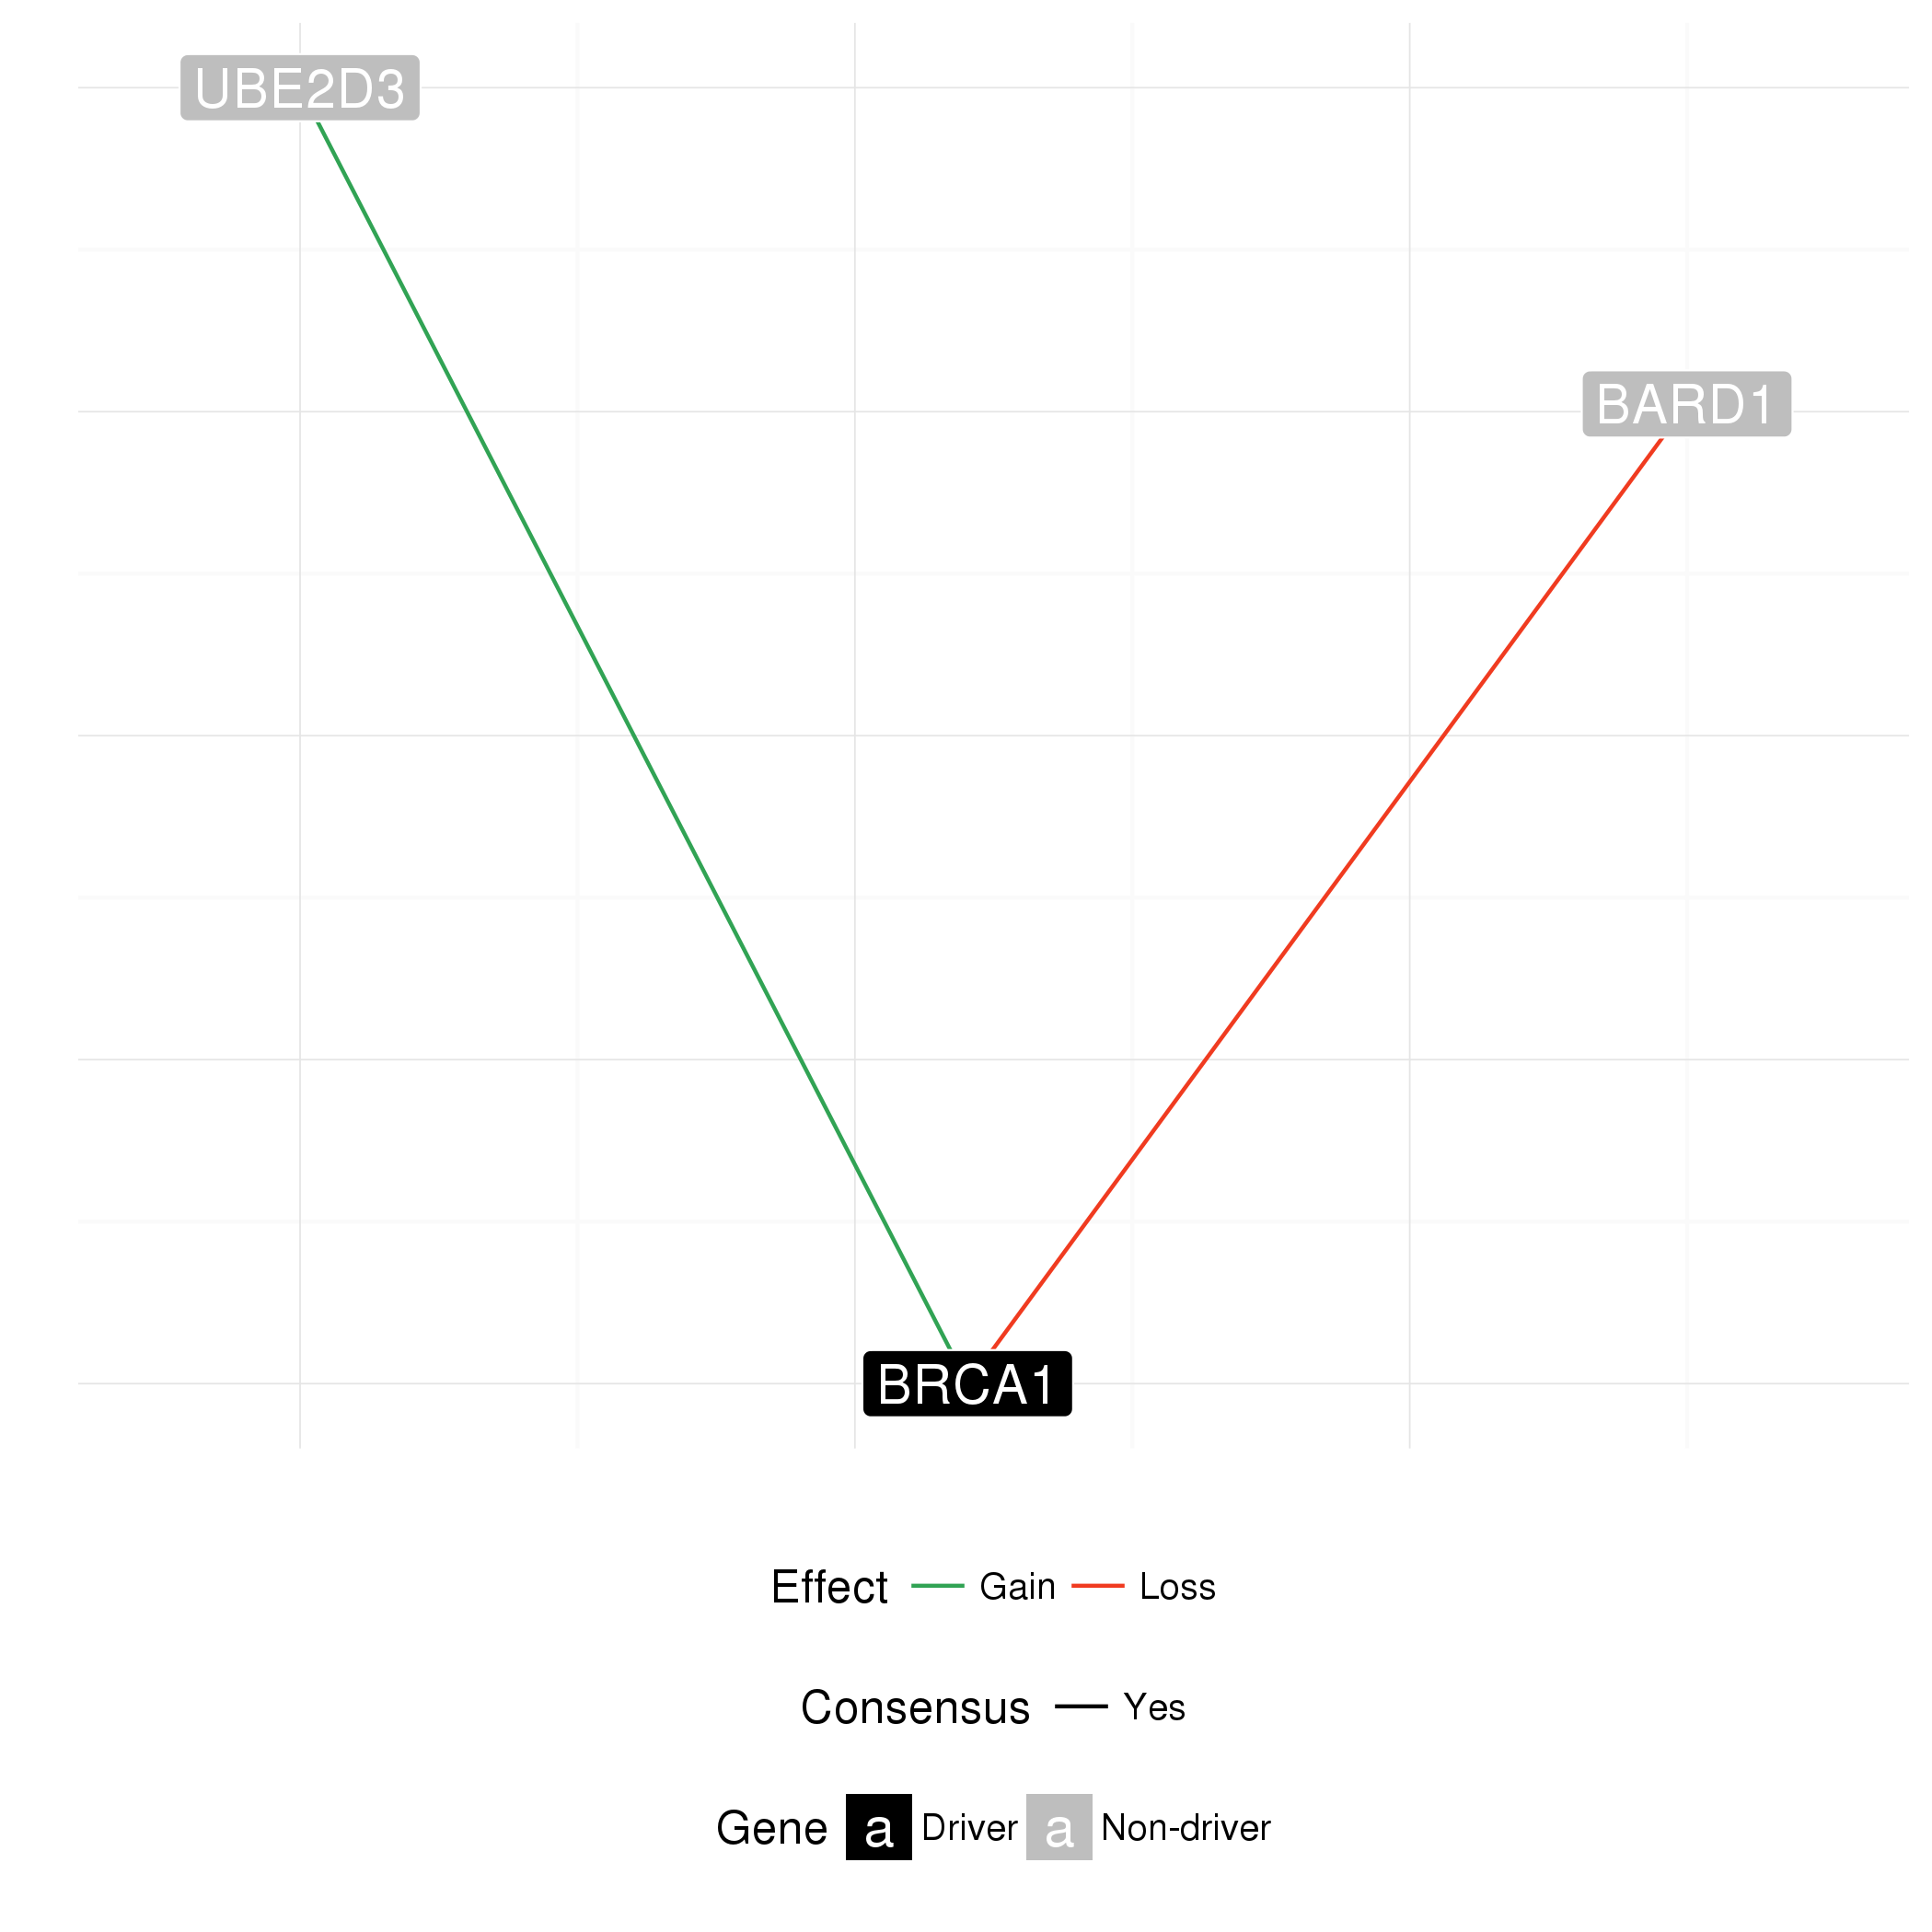 UBE2D3
BARD1
BRCA1
Effect Gain Loss
Consensus Yes
Gene a Driver a Non-driver